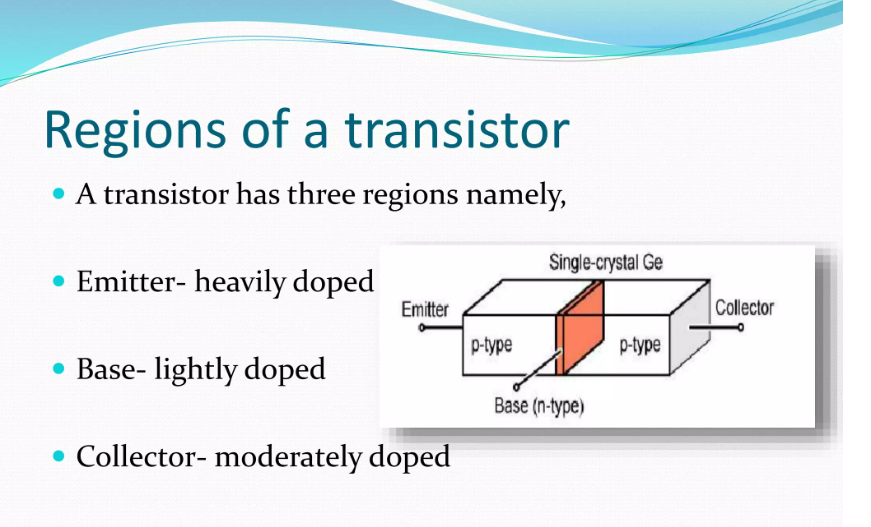 Regions of a transistor
A transistor has three regions namely,
Emitter- heavily doped
Base- lightly doped
Collector- moderately doped
Single-crystal Ge
Emitter
Collector
p-type
p-type
Base (n-type)